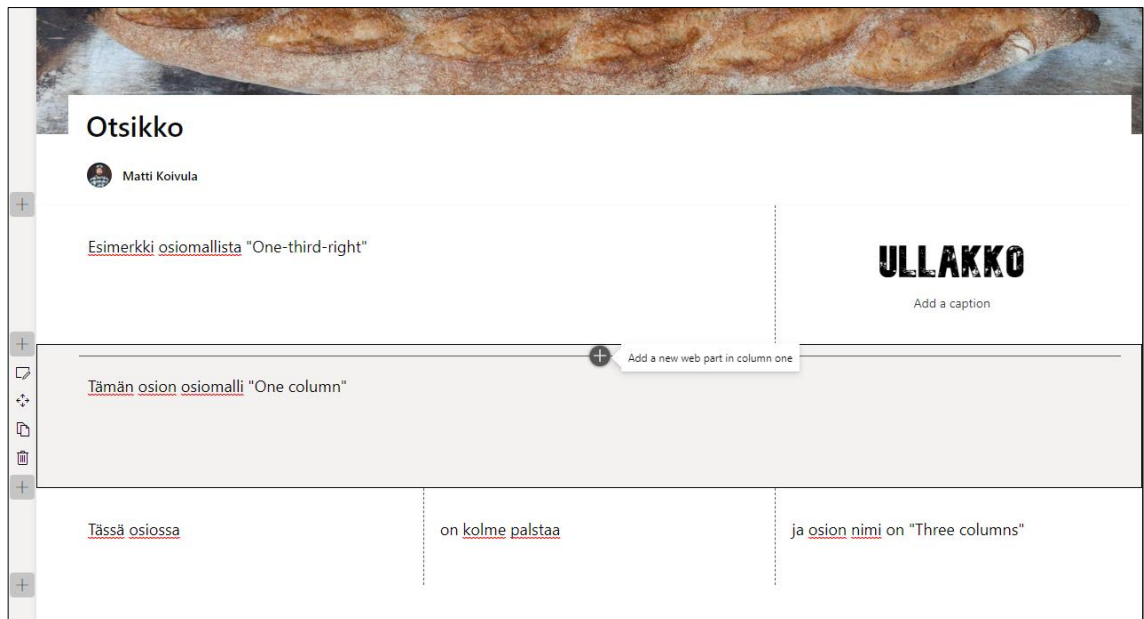 Otsikko
Matti Koivula
Esimerkki osiomallista "One-third-right"
ULLAKKO
Add a caption
Add a new web part in column one
Tämän osion osiomalli "One column"
Tässä osiossa
on kolme palstaa
ja osion nimi on "Three columns"